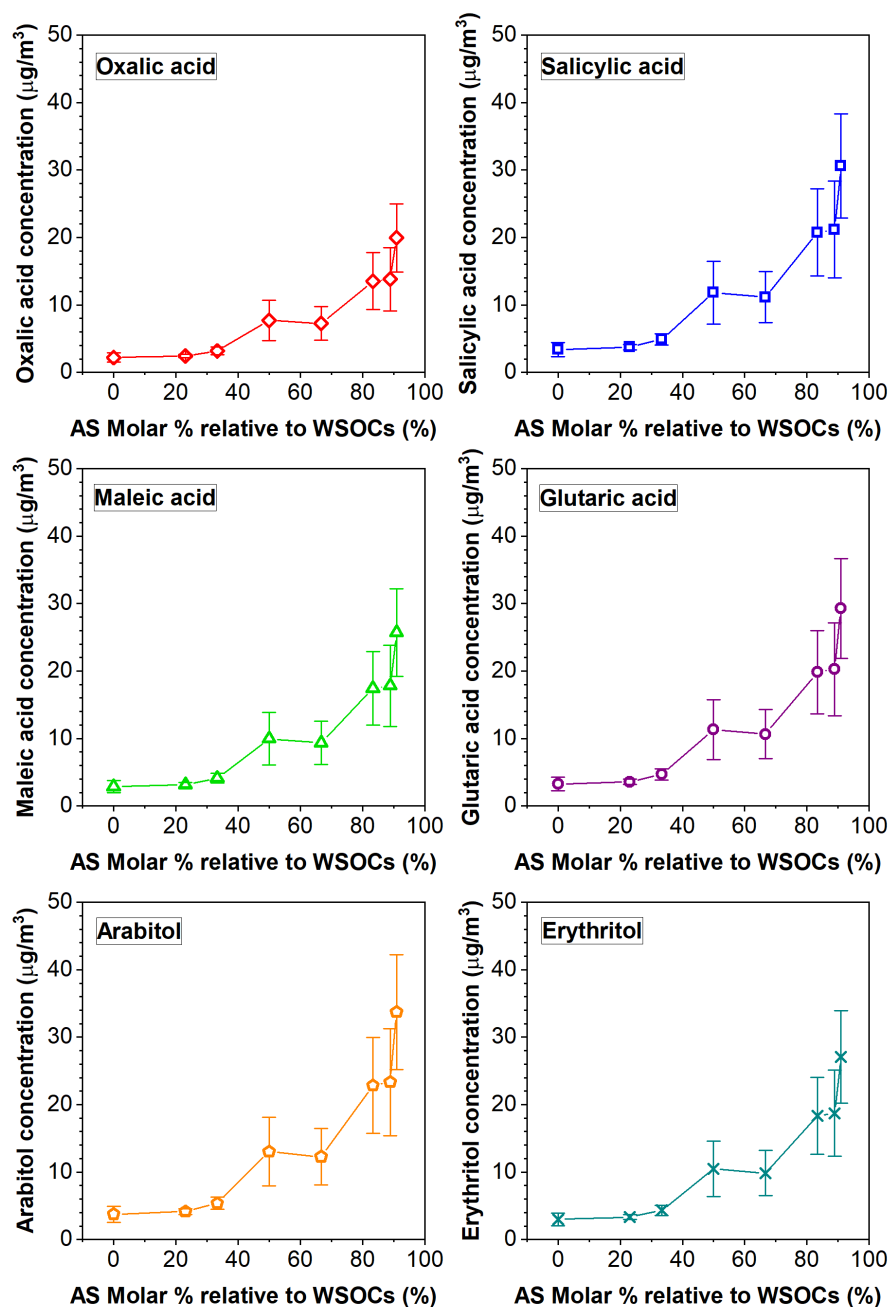 Oxalic acid
Oxalic acid concentration (μg/m³)
50
40
30
20
10
0
0 20 40 60 80 100
AS Molar % relative to WSOCs (%)
Salicylic acid
Salicylic acid concentration (μg/m³)
50
40
30
20
10
0
0 20 40 60 80 100
AS Molar % relative to WSOCs (%)
Maleic acid
Maleic acid concentration (μg/m³)
50
40
30
20
10
0
0 20 40 60 80 100
AS Molar % relative to WSOCs (%)
Glutaric acid
Glutaric acid concentration (μg/m³)
50
40
30
20
10
0
0 20 40 60 80 100
AS Molar % relative to WSOCs (%)
Arabitol
Arabitol concentration (μg/m³)
50
40
30
20
10
0
0 20 40 60 80 100
AS Molar % relative to WSOCs (%)
Erythritol
Erythritol concentration (μg/m³)
50
40
30
20
10
0
0 20 40 60 80 100
AS Molar % relative to WSOCs (%)